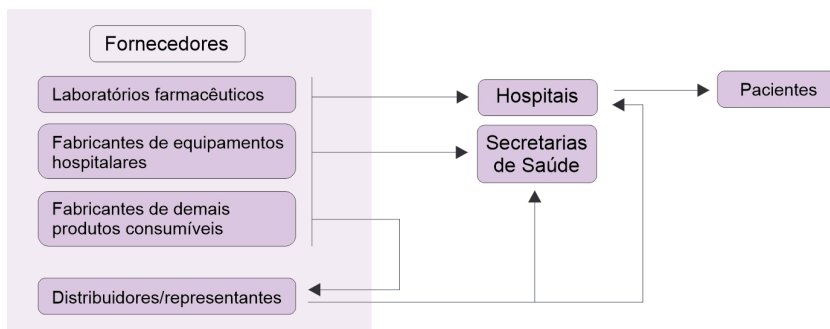 Fornecedores
Laboratórios farmacêuticos
Fabricantes de equipamentos
hospitalares
Fabricantes de demais
produtos consumíveis
Distribuidores/representantes
Hospitais
Secretarias
de Saúde
Pacientes